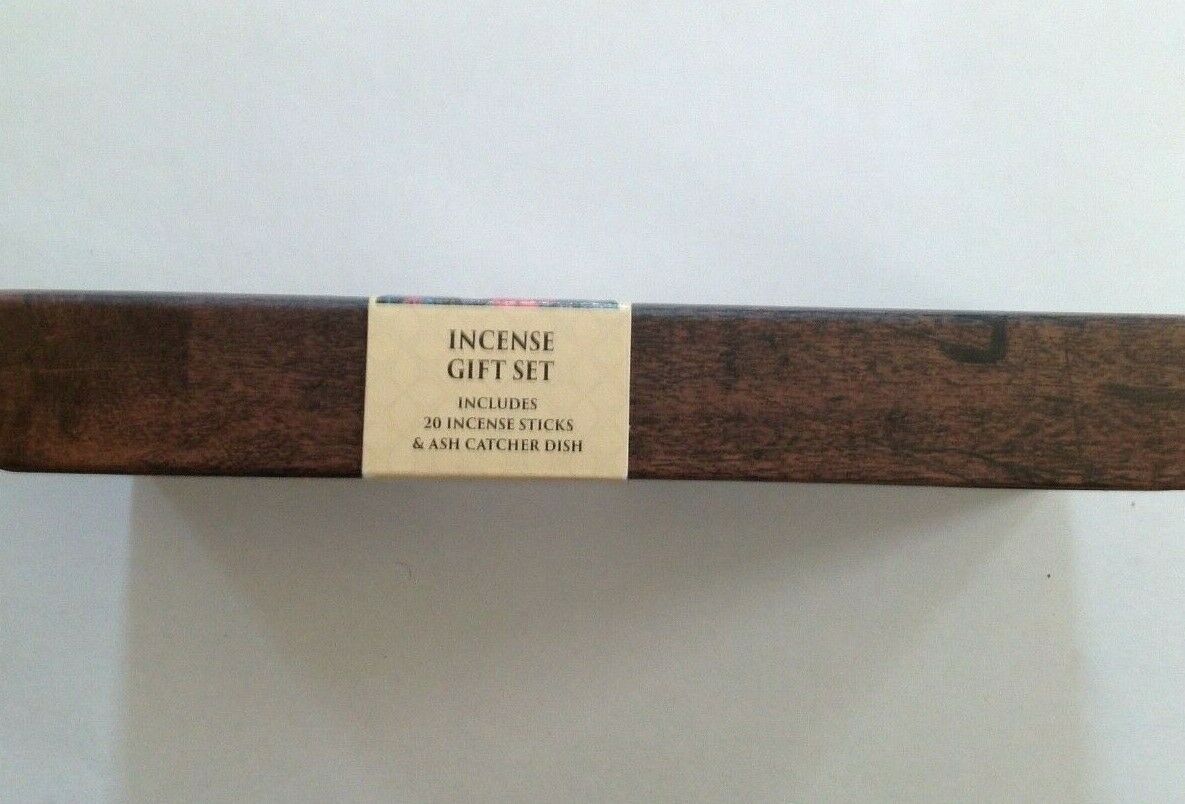 INCENSE
GIFT SET
INCLUDES
20 INCENSE STICKS
& ASH CATCHER DISH